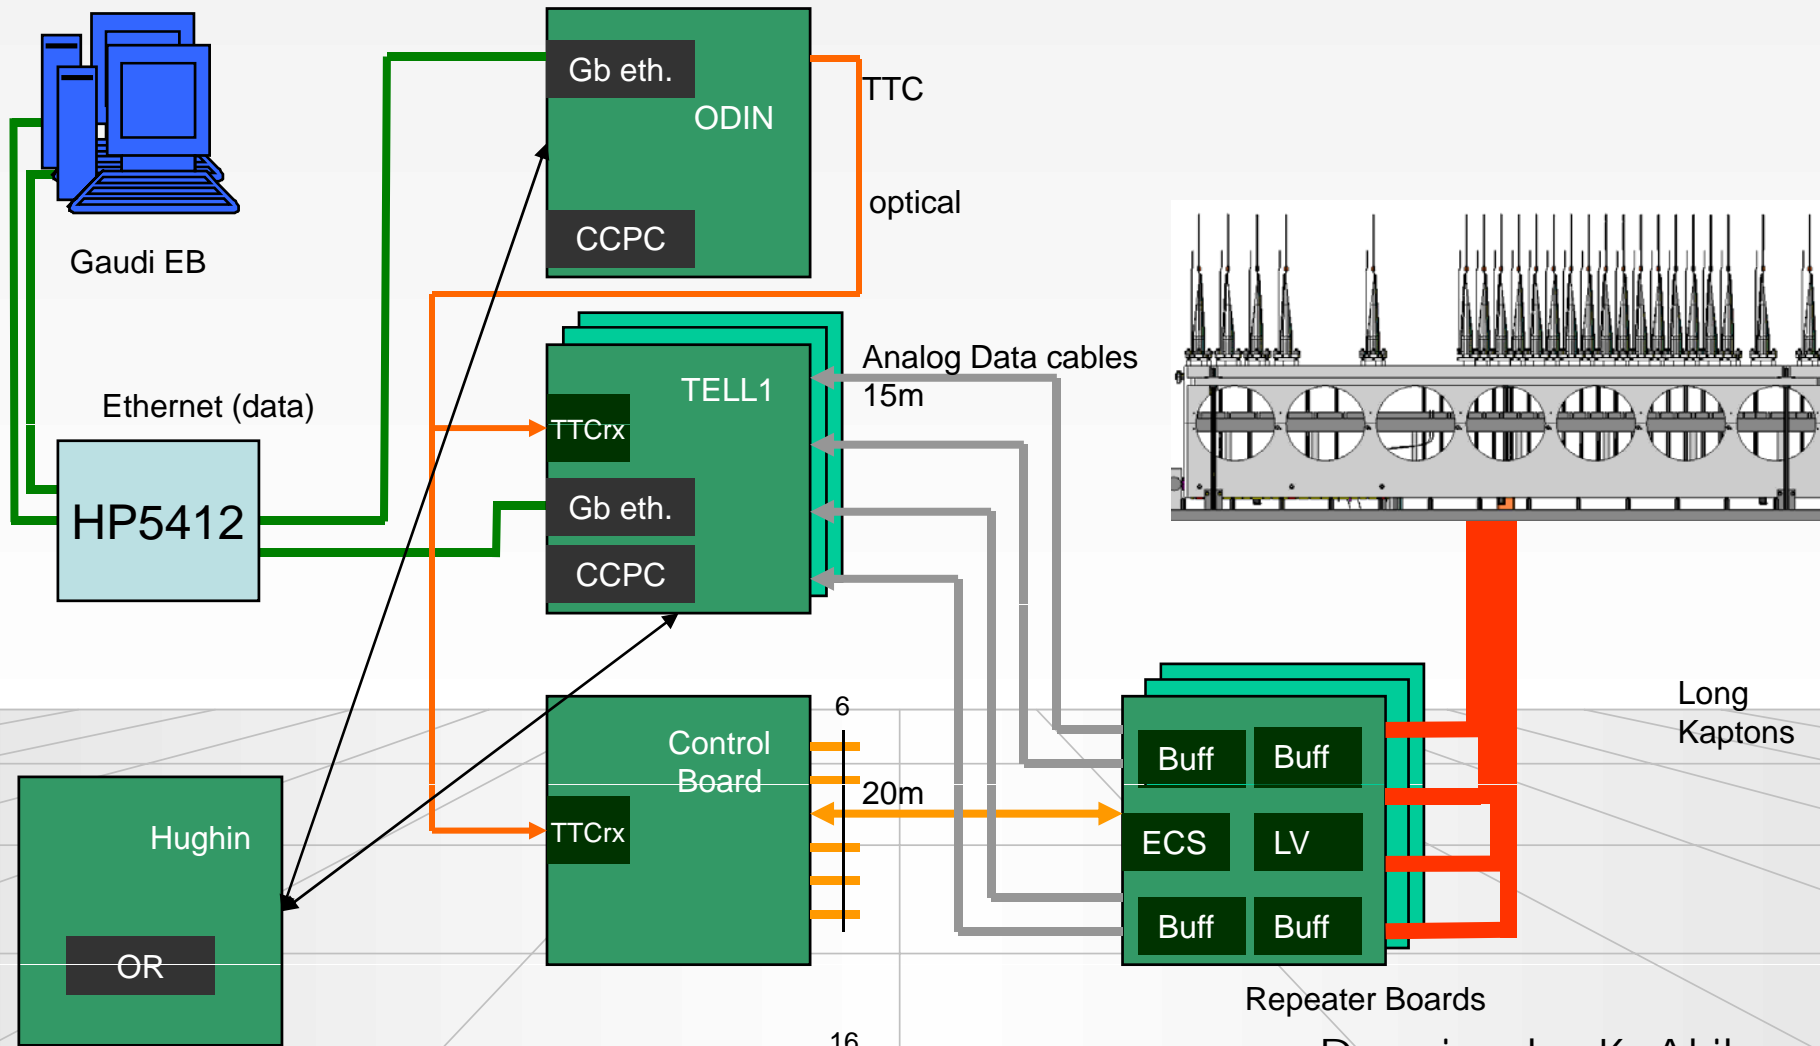 Gb eth.
ODIN
CCPC
TTC
optical
Gaudi EB
Ethernet (data)
HP5412
TELL1
TTCrx
Gb eth.
CCPC
Analog Data cables
15m
Control
Board
TTCrx
6
20m
Hughin
OR
Buff
Buff
ECS
LV
Buff
Buff
Long
Kaptons
Repeater Boards
16